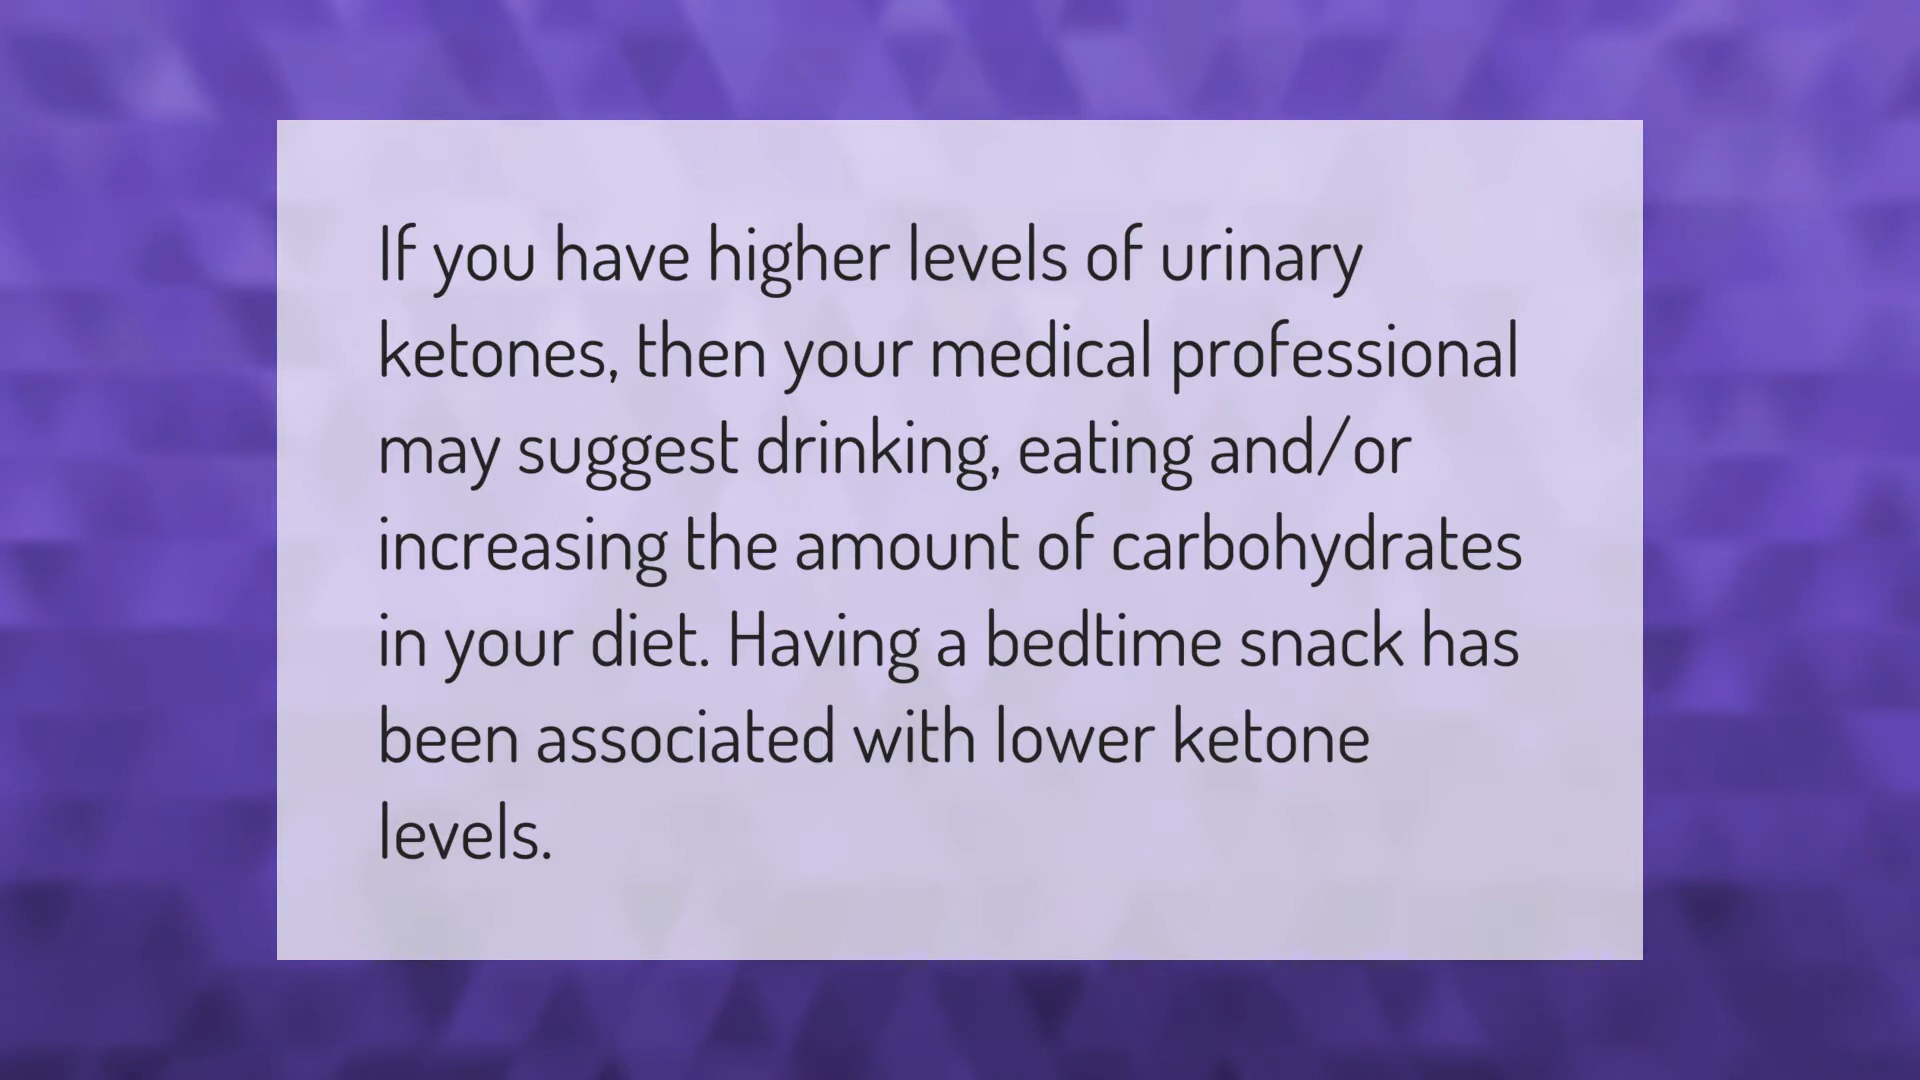 If you have higher levels of urinary
ketones, then your medical professional
may suggest drinking, eating and/or
increasing the amount of carbohydrates
in your diet. Having a bedtime snack has
been associated with lower ketone
levels.